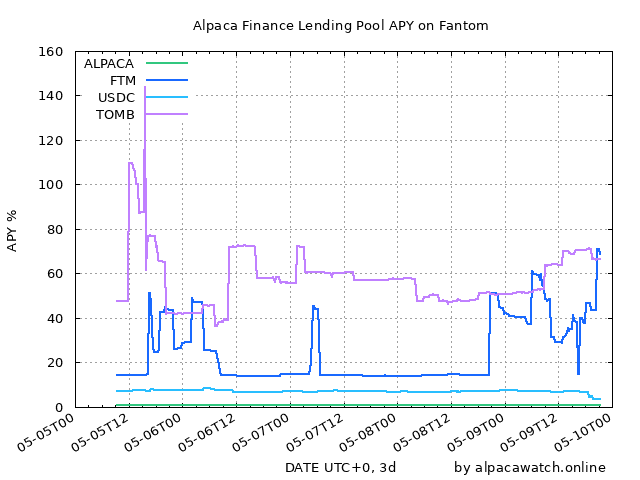 Alpaca Finance Lending Pool APY on Fantom
APY %
160
140
120
100
80
60
40
20
0
ALPACA
FTM
USDC
TOMB
05-05T00
05-05T12
05-06T00
05-06T12
05-07T00
05-07T12
05-08T00
05-08T12
05-09T00
05-09T12
05-10T00
DATE UTC+0, 3d
by alpacawatch.online